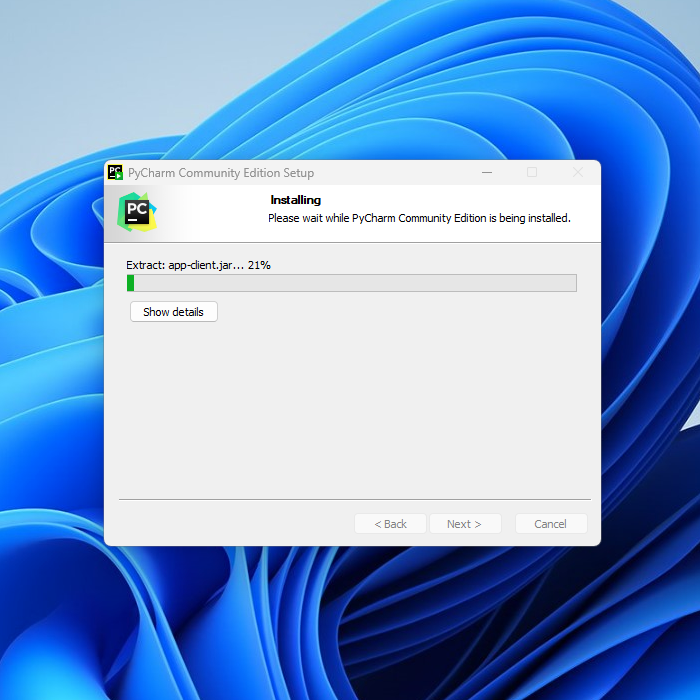 PC
PyCharm Community Edition Setup
PC
Installing
Please wait while PyCharm Community Edition is being installed.
Extract: app-client.jar... 21%
Show details
< Back
Next >
Cancel